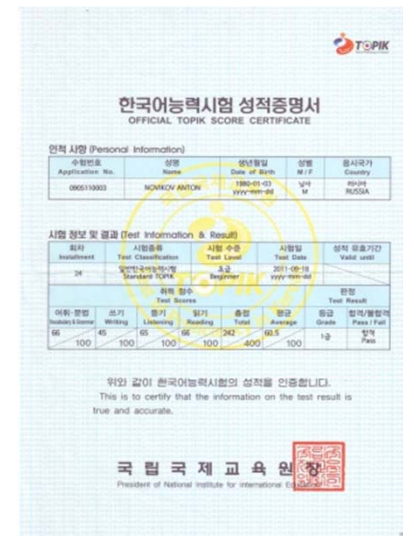 TOPIK
한국어능력시험 성적증명서
OFFICIAL TOPIK SCORE CERTIFICATE
인적 사항 (Personal Information)
수험번호 성명 생년월일 성별 응시국가
Application No. Name Date of Birth M / F Country
0905110003 NOVIKOV ANTON 1980-01-03 남자 러시아
yyyy-mm-dd M RUSSIA
시험 정보 및 결과 (Test Information & Result)
회차 시험종류 시험 수준 시험일 성적 유효기간
Installment Test Classification Test Level Test Date Valid until
24 일반한국어능력시험 초급 2011-09-18
Standard TOPIK Beginner yyyy-mm-dd
취득 점수 판정
Test Scores Test Result
어휘·문법 쓰기 듣기 읽기 총점 평균 등급 합격/불합격
Vocabulary & Grammar Writing Listening Reading Total Average Grade Pass / Fail
66 45 65 66 242 60.5 1급 합격
100 100 100 100 400 100 Pass
위와 같이 한국어능력시험의 성적을 인증합니다.
This is to certify that the information on the test result is
true and accurate.
국 립 국 제 교 육 원 장
President of National Institute for International